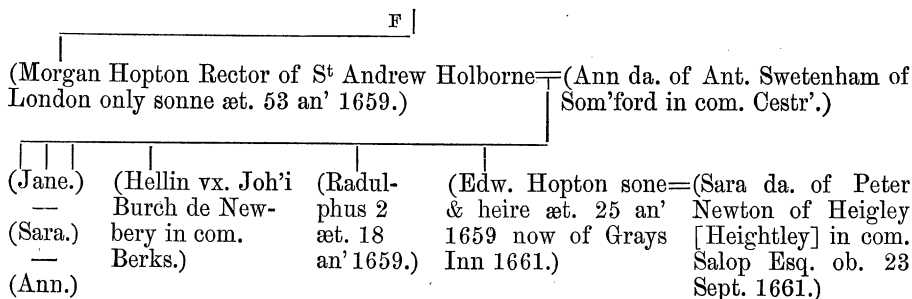 F
(Morgan Hopton Rector of Sᵗ Andrew Holborne=(Ann da. of Ant. Swetenham of
London only sonne æt. 53 an' 1659.) Som'ford in com. Cestr'.)
(Jane.) (Hellin vx. Joh'i (Radul- (Edw. Hopton sone=(Sara da. of Peter
— Burch de New- phus 2 & heire æt. 25 an' Newton of Heigley
(Sara.) bery in com. æt. 18 1659 now of Grays [Heightley] in com.
— Berks.) an' 1659.) Inn 1661.) Salop Esq. ob. 23
(Ann.) Sept. 1661.)